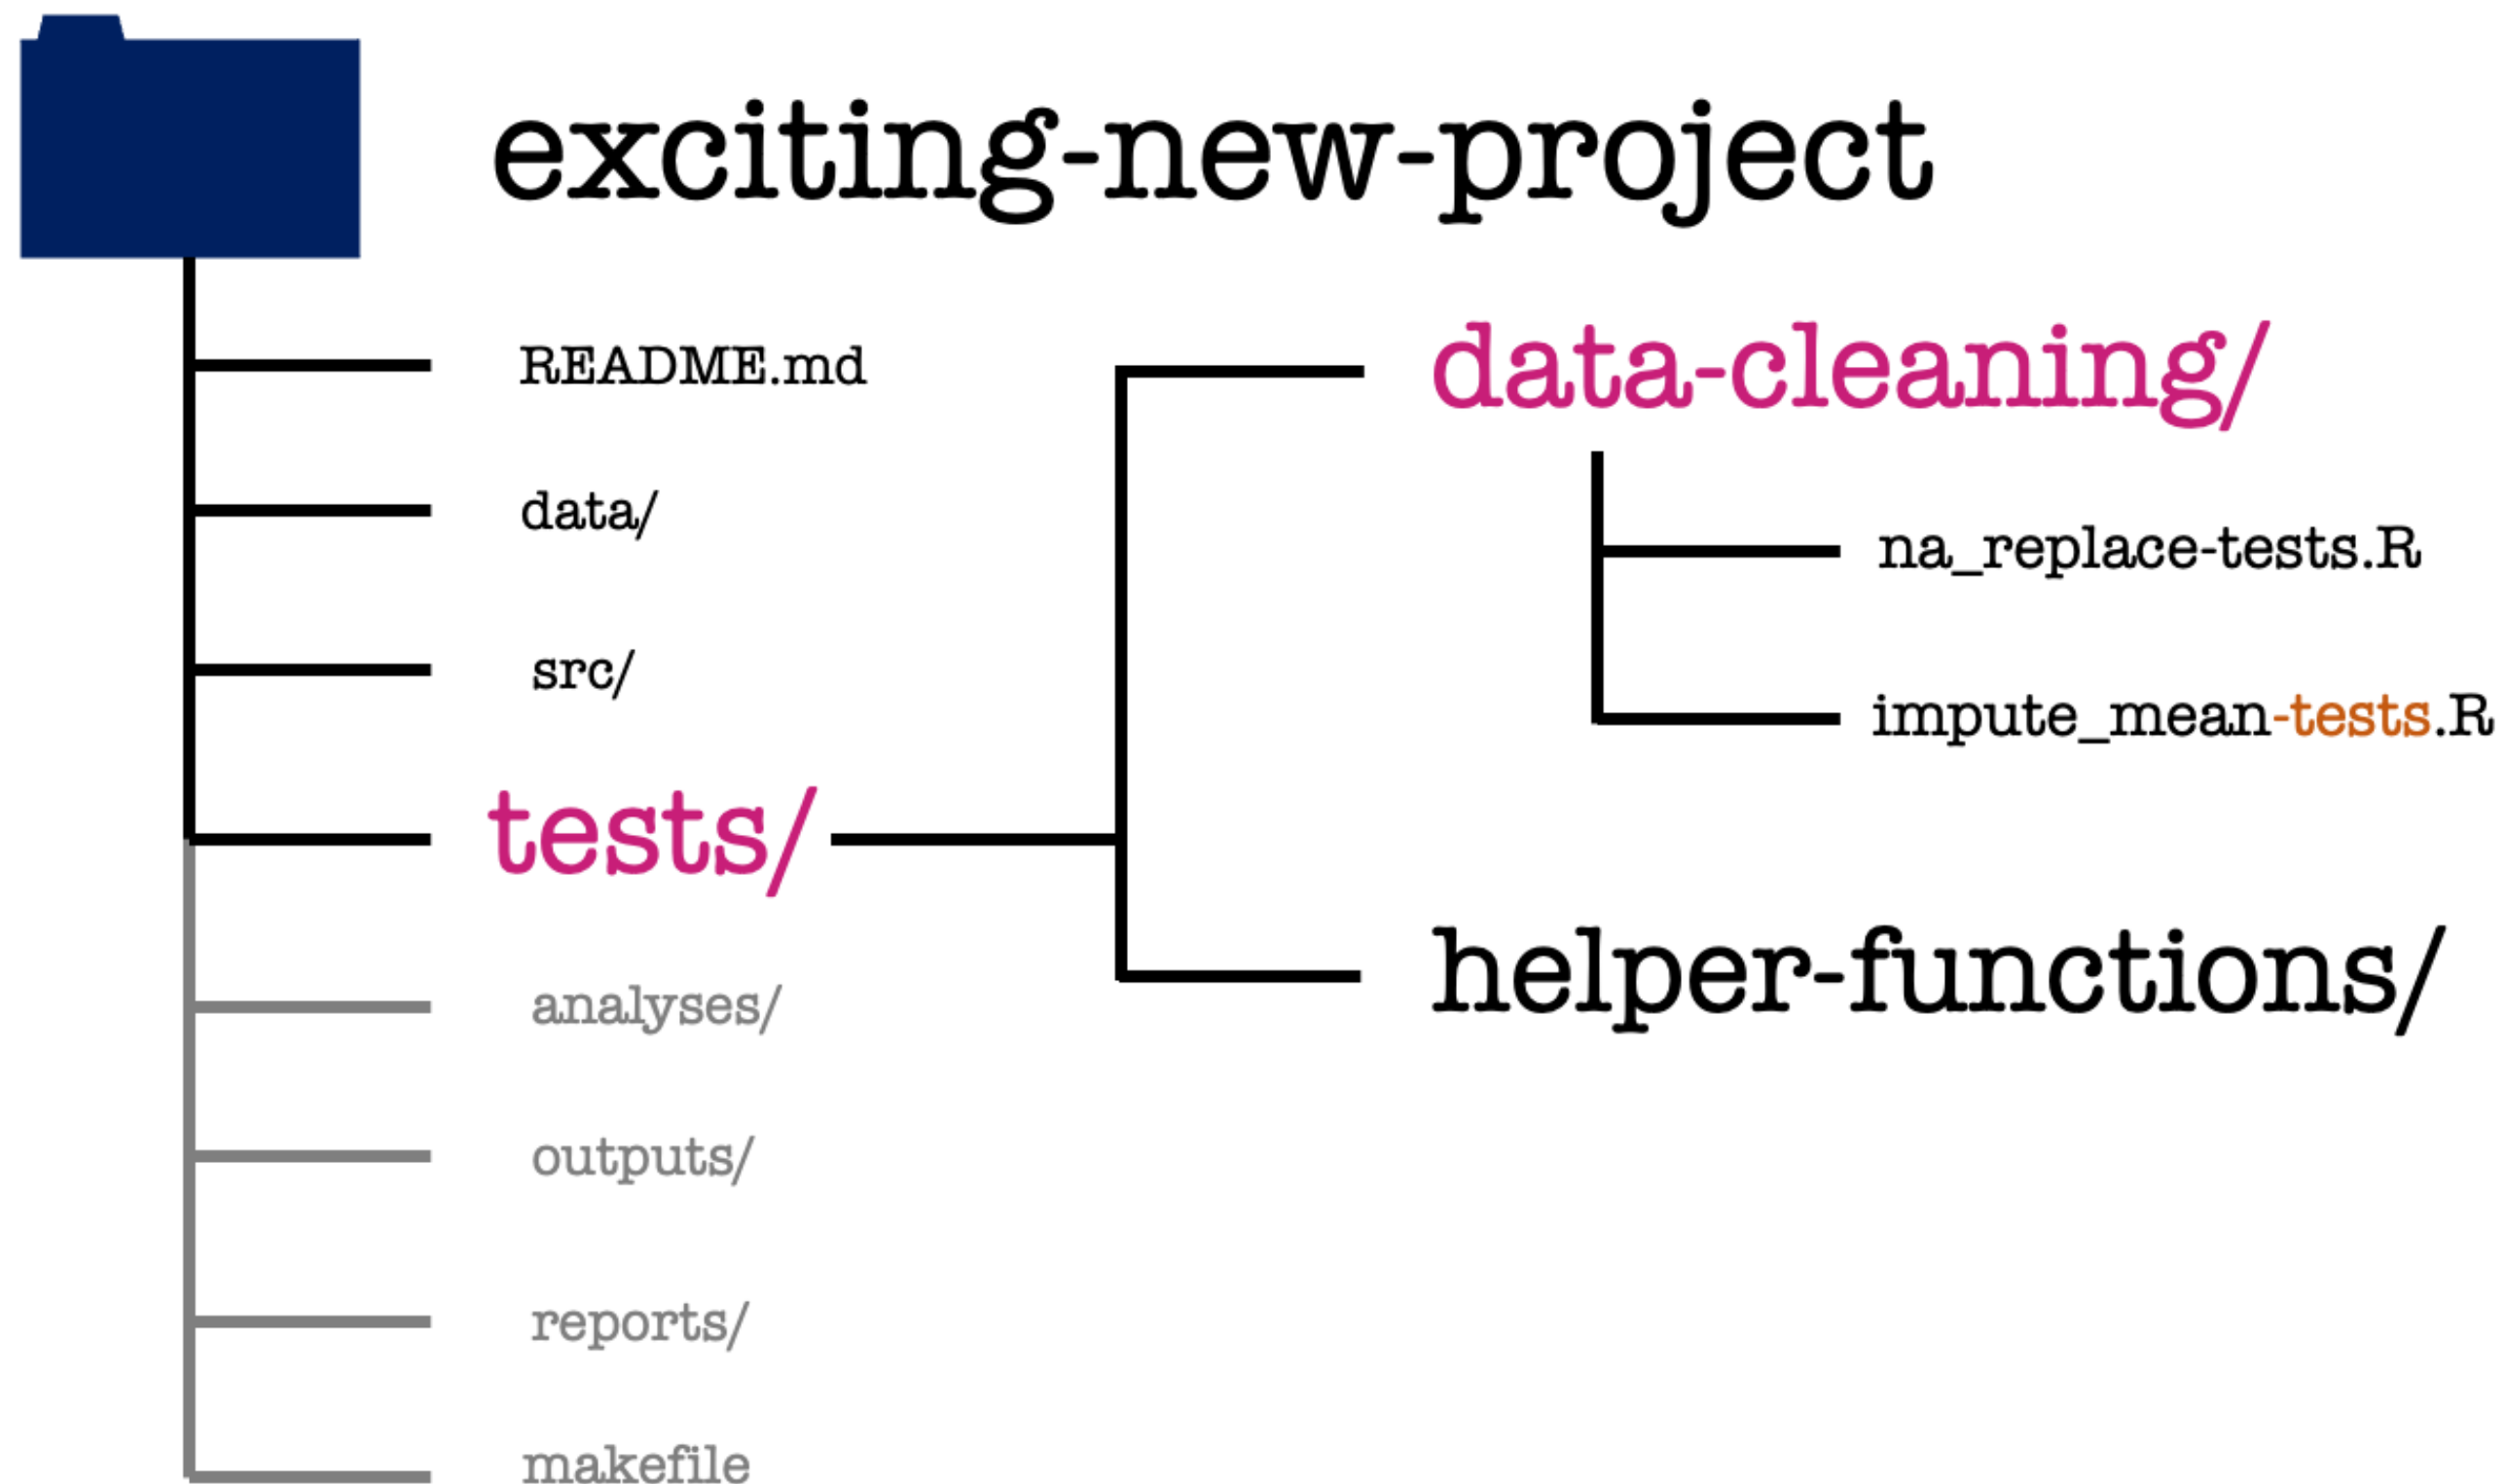 exciting-new-project
README.md
data/
src/
tests/
analyses/
outputs/
reports/
makefile
data-cleaning/
na_replace-tests.R
impute_mean-tests.R
helper-functions/